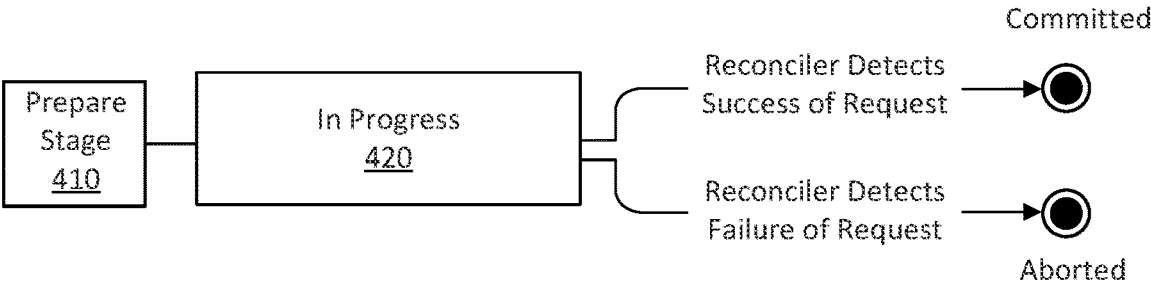 Committed
Prepare
Stage
410
In Progress
420
Reconciler Detects
Success of Request
Reconciler Detects
Failure of Request
Aborted